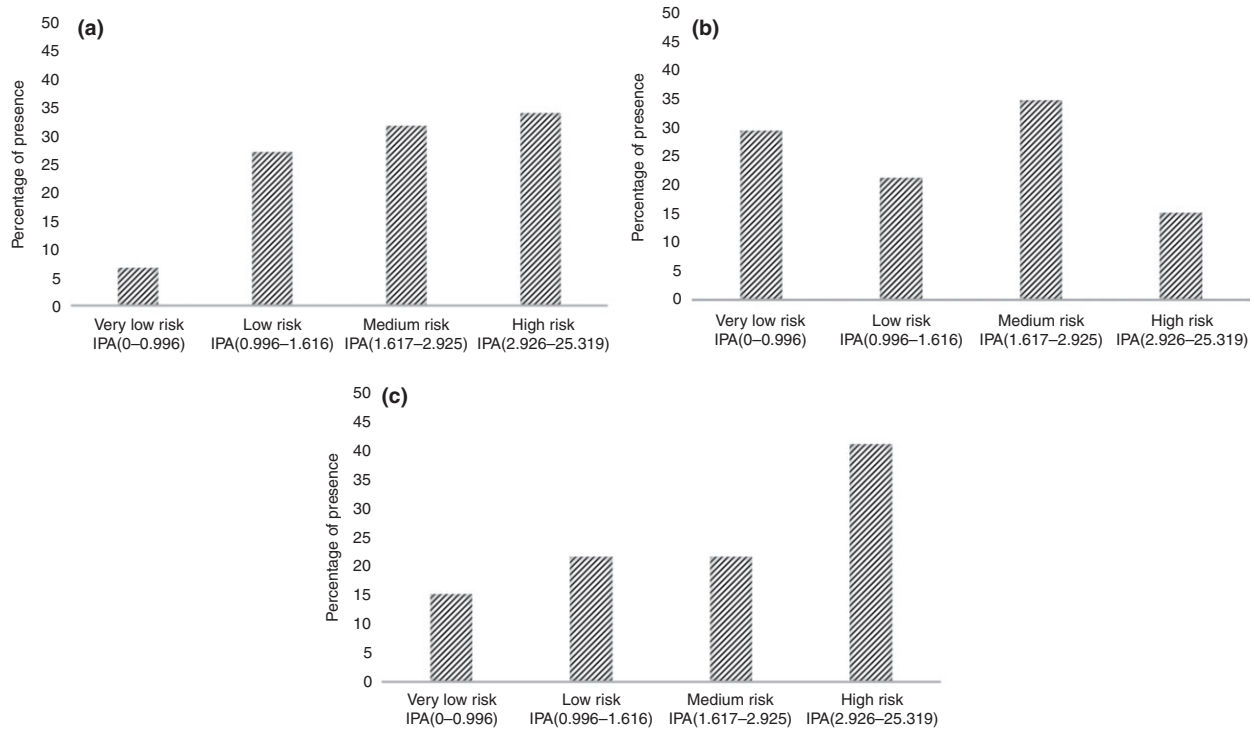 (a)
Percentage of presence
50
45
40
35
30
25
20
15
10
5
0
Very low risk
IPA(0–0.996)
Low risk
IPA(0.996–1.616)
Medium risk
IPA(1.617–2.925)
High risk
IPA(2.926–25.319)
(b)
Percentage of presence
50
45
40
35
30
25
20
15
10
5
0
Very low risk
IPA(0–0.996)
Low risk
IPA(0.996–1.616)
Medium risk
IPA(1.617–2.925)
High risk
IPA(2.926–25.319)
(c)
Percentage of presence
50
45
40
35
30
25
20
15
10
5
0
Very low risk
IPA(0–0.996)
Low risk
IPA(0.996–1.616)
Medium risk
IPA(1.617–2.925)
High risk
IPA(2.926–25.319)